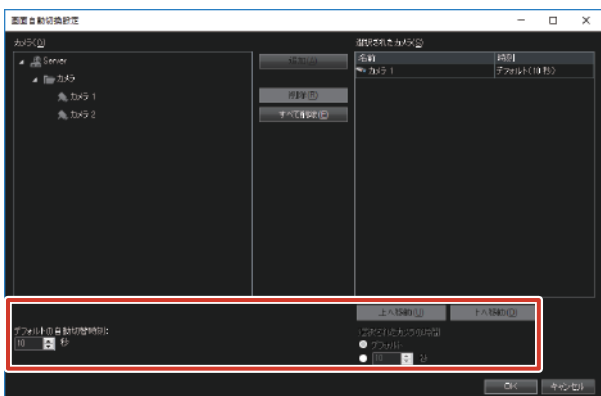 画面自動切換設定
カメラ(O)
選択されたカメラ(S)
Server
カメラ
カメラ 1
カメラ 2
追加(A)
削除(R)
すべて削除(E)
名前
時刻
カメラ 1
デフォルト(10 秒)
上へ移動(U)
下へ移動(D)
デフォルトの自動切替時刻:
10
秒
選択されたカメラの時間
デフォルト
10
秒
OK
キャンセル